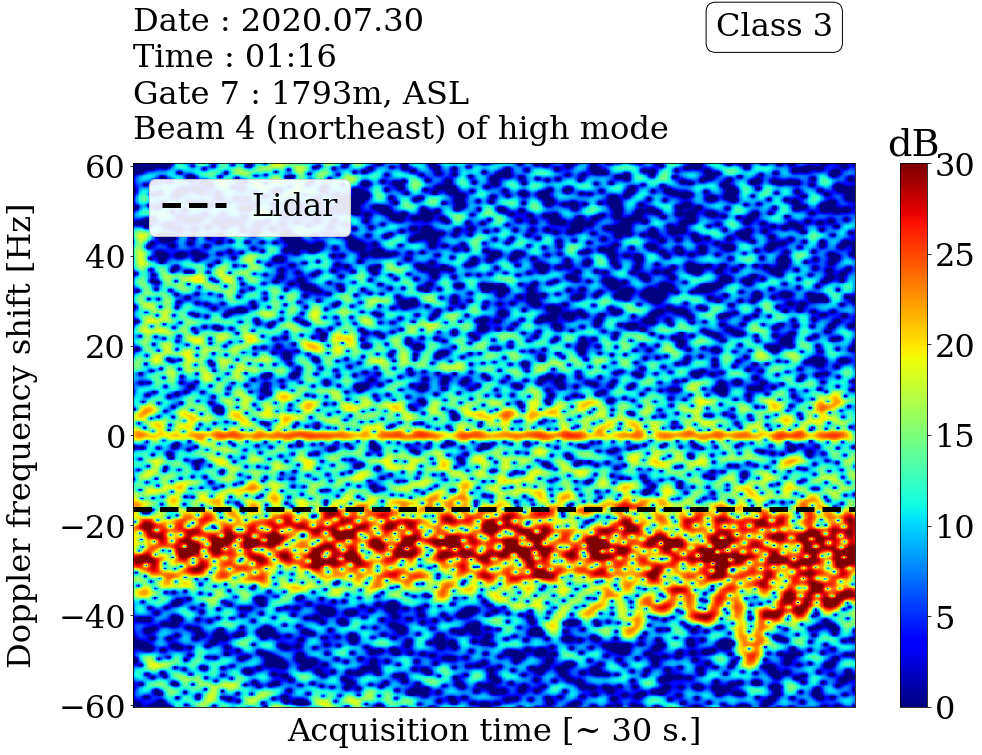 Date : 2020.07.30
Time : 01:16
Gate 7 : 1793m, ASL
Beam 4 (northeast) of high mode
Class 3
dB
Lidar
60
40
20
0
−20
−40
−60
Doppler frequency shift [Hz]
Acquisition time [~ 30 s.]
30
25
20
15
10
5
0